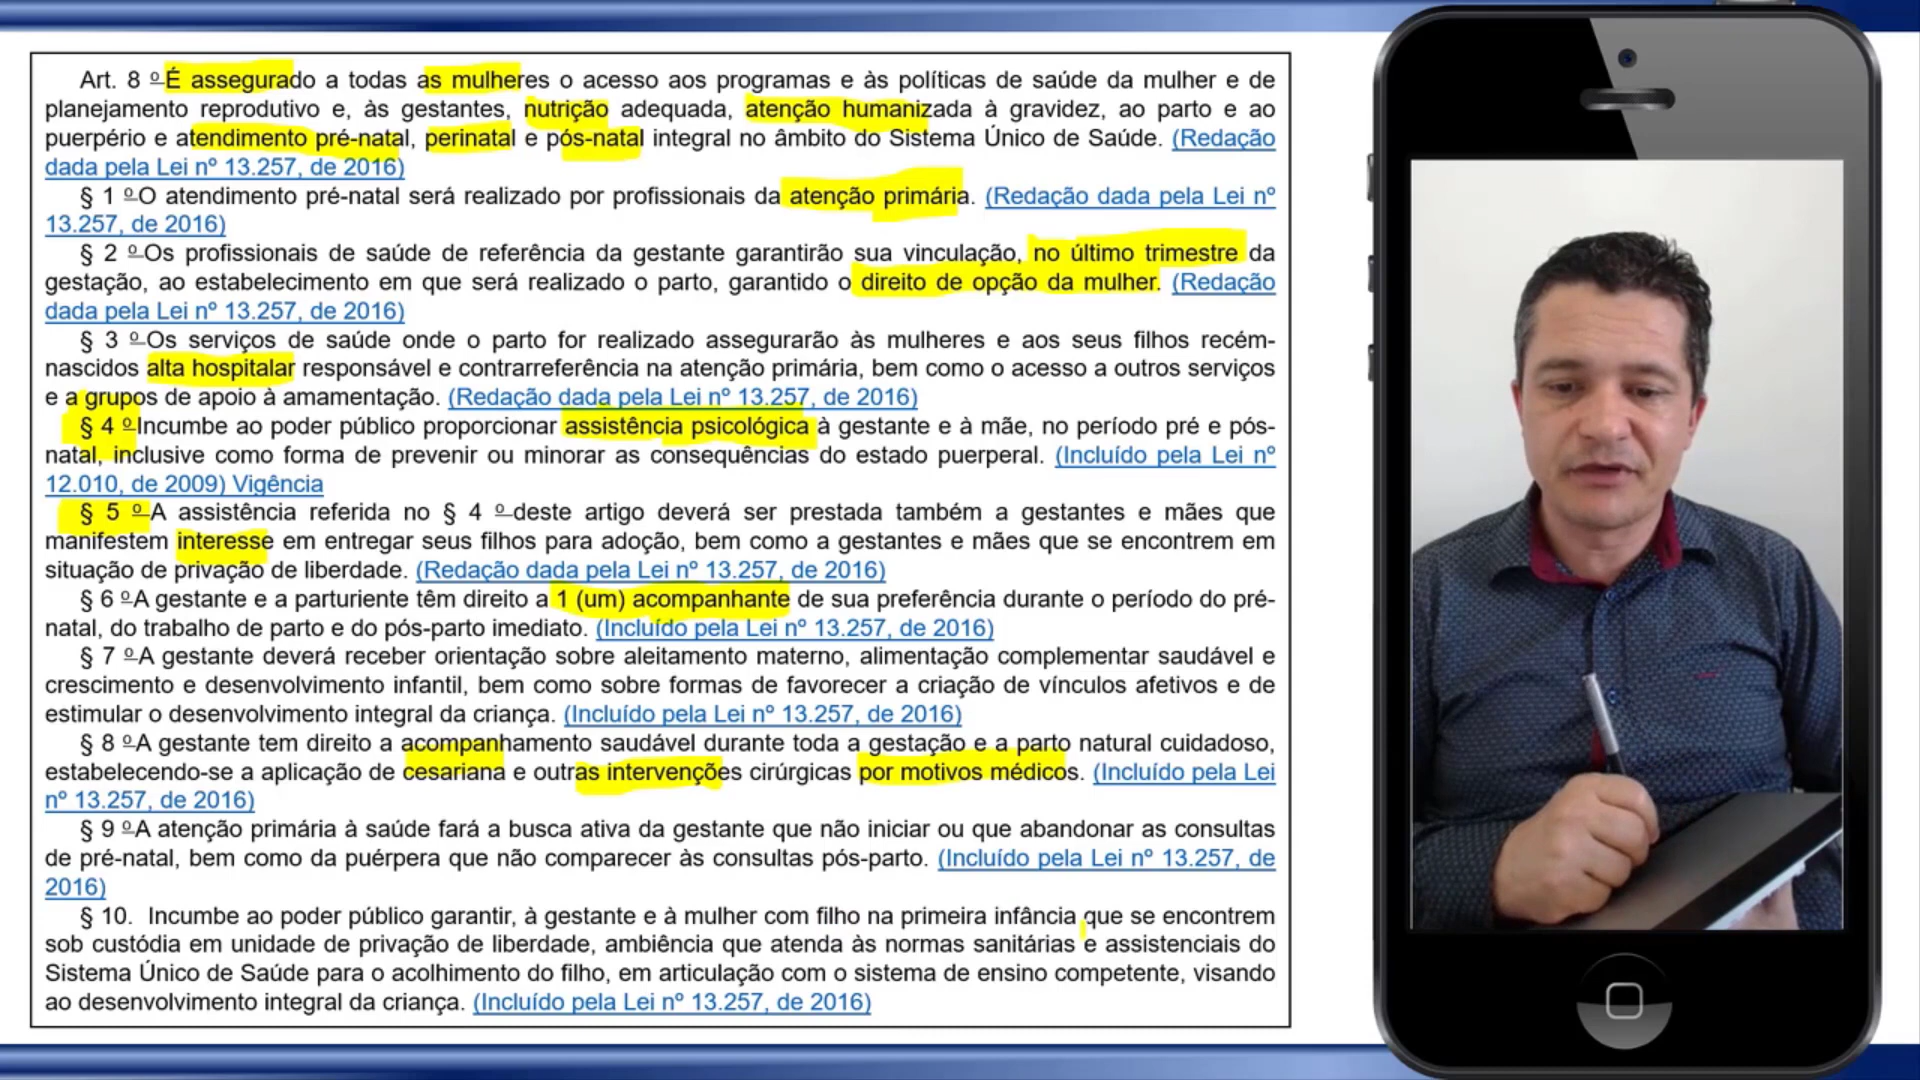 Art. 8 º É assegurado a todas as mulheres o acesso aos programas e às políticas de saúde da mulher e de
planejamento reprodutivo e, às gestantes, nutrição adequada, atenção humanizada à gravidez, ao parto e ao
puerpério e atendimento pré-natal, perinatal e pós-natal integral no âmbito do Sistema Único de Saúde. (Redação
dada pela Lei nº 13.257, de 2016)
§ 1 º O atendimento pré-natal será realizado por profissionais da atenção primária. (Redação dada pela Lei nº
13.257, de 2016)
§ 2 º Os profissionais de saúde de referência da gestante garantirão sua vinculação, no último trimestre da
gestação, ao estabelecimento em que será realizado o parto, garantido o direito de opção da mulher. (Redação
dada pela Lei nº 13.257, de 2016)
§ 3 º Os serviços de saúde onde o parto for realizado assegurarão às mulheres e aos seus filhos recém-
nascidos alta hospitalar responsável e contrarreferência na atenção primária, bem como o acesso a outros serviços
e a grupos de apoio à amamentação. (Redação dada pela Lei nº 13.257, de 2016)
§ 4 º Incumbe ao poder público proporcionar assistência psicológica à gestante e à mãe, no período pré e pós-
natal, inclusive como forma de prevenir ou minorar as consequências do estado puerperal. (Incluído pela Lei nº
12.010, de 2009) Vigência
§ 5 º A assistência referida no § 4 º deste artigo deverá ser prestada também a gestantes e mães que
manifestem interesse em entregar seus filhos para adoção, bem como a gestantes e mães que se encontrem em
situação de privação de liberdade. (Redação dada pela Lei nº 13.257, de 2016)
§ 6 º A gestante e a parturiente têm direito a 1 (um) acompanhante de sua preferência durante o período do pré-
natal, do trabalho de parto e do pós-parto imediato. (Incluído pela Lei nº 13.257, de 2016)
§ 7 º A gestante deverá receber orientação sobre aleitamento materno, alimentação complementar saudável e
crescimento e desenvolvimento infantil, bem como sobre formas de favorecer a criação de vínculos afetivos e de
estimular o desenvolvimento integral da criança. (Incluído pela Lei nº 13.257, de 2016)
§ 8 º A gestante tem direito a acompanhamento saudável durante toda a gestação e a parto natural cuidadoso,
estabelecendo-se a aplicação de cesariana e outras intervenções cirúrgicas por motivos médicos. (Incluído pela Lei
nº 13.257, de 2016)
§ 9 º A atenção primária à saúde fará a busca ativa da gestante que não iniciar ou que abandonar as consultas
de pré-natal, bem como da puérpera que não comparecer às consultas pós-parto. (Incluído pela Lei nº 13.257, de
2016)
§ 10. Incumbe ao poder público garantir, à gestante e à mulher com filho na primeira infância que se encontrem
sob custódia em unidade de privação de liberdade, ambiência que atenda às normas sanitárias e assistenciais do
Sistema Único de Saúde para o acolhimento do filho, em articulação com o sistema de ensino competente, visando
ao desenvolvimento integral da criança. (Incluído pela Lei nº 13.257, de 2016)